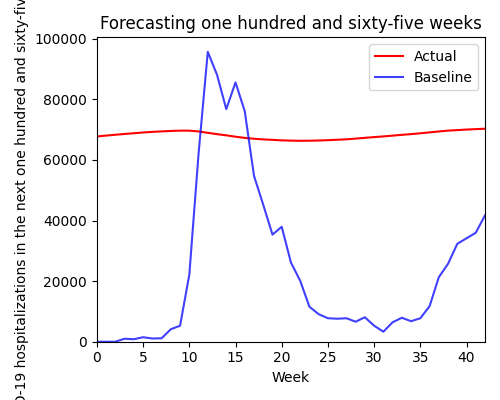 Forecasting one hundred and sixty-five weeks
Actual
Baseline
100000
80000
60000
40000
20000
0
0 5 10 15 20 25 30 35 40
Week
-19 hospitalizations in the next one hundred and sixty-fiv